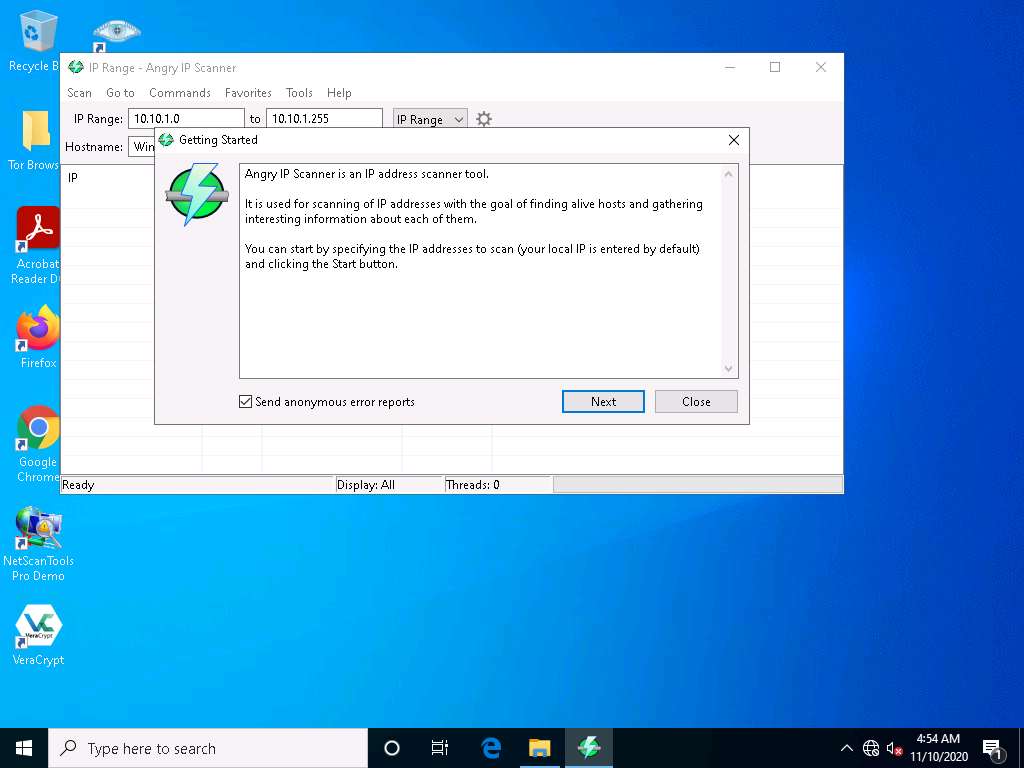 Recycle B
IP Range - Angry IP Scanner
Scan Go to Commands Favorites Tools Help
IP Range: 10.10.1.0 to 10.10.1.255 IP Range
Hostname: Win
IP
Getting Started
Angry IP Scanner is an IP address scanner tool.
It is used for scanning of IP addresses with the goal of finding alive hosts and gathering
interesting information about each of them.
You can start by specifying the IP addresses to scan (your local IP is entered by default)
and clicking the Start button.
Send anonymous error reports Next Close
Ready Display: All Threads: 0
Tor Brows
Acrobat
Reader D
Firefox
Google
Chrome
NetScanTools
Pro Demo
VeraCrypt
VeraCrypt
Type here to search
4:54 AM
11/10/2020
1